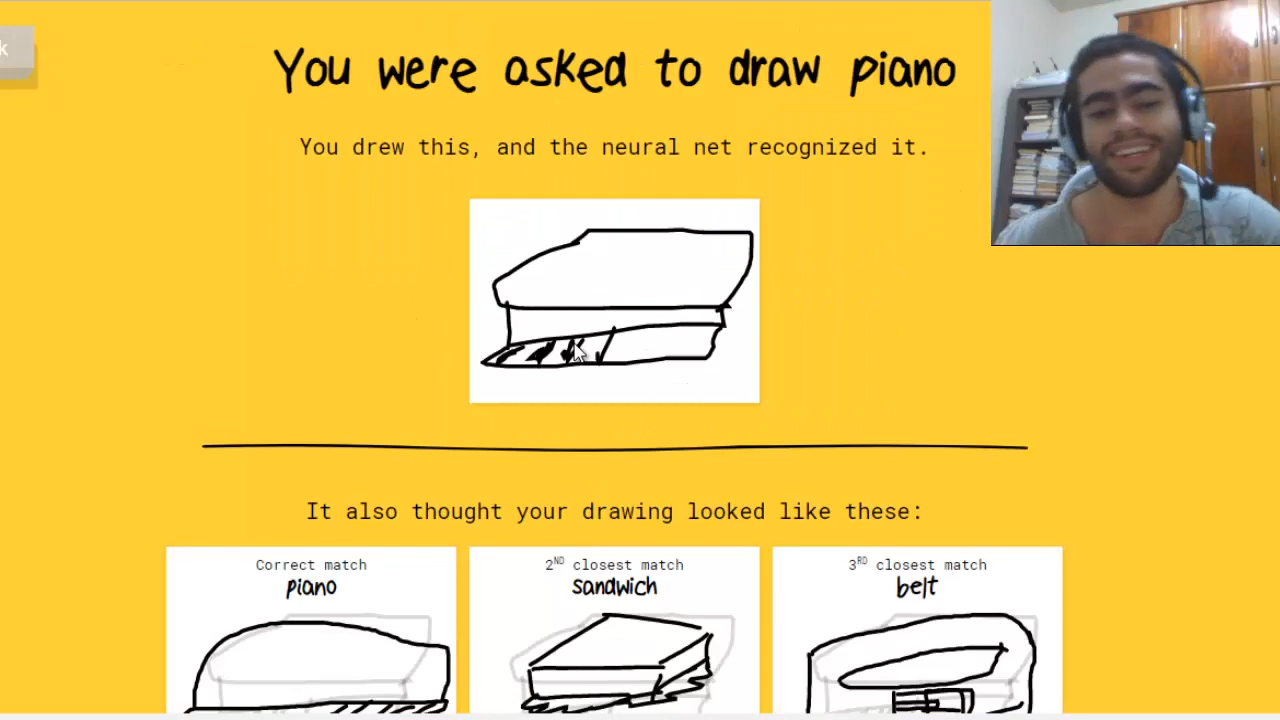 k
You were asked to draw piano
You drew this, and the neural net recognized it.
It also thought your drawing looked like these:
Correct match
piano
2ND closest match
sandwich
3RD closest match
belt